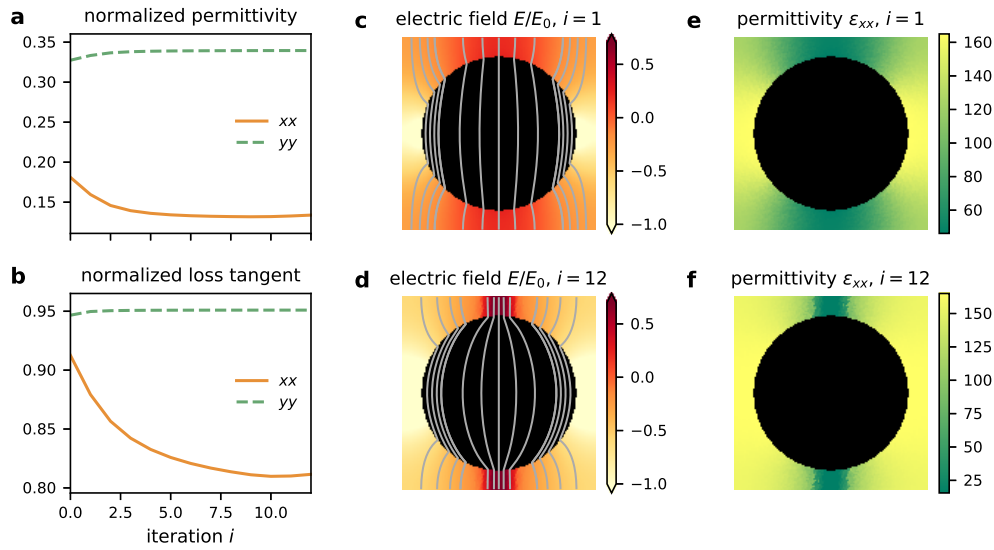 a
normalized permittivity
0.35
0.30
0.25
0.20
0.15
xx
yy
b
normalized loss tangent
0.95
0.90
0.85
0.80
xx
yy
0.0
2.5
5.0
7.5
10.0
iteration i
c
electric field E/E₀, i = 1
0.5
0.0
−0.5
−1.0
d
electric field E/E₀, i = 12
0.5
0.0
−0.5
−1.0
e
permittivity εₓₓ, i = 1
160
140
120
100
80
60
f
permittivity εₓₓ, i = 12
150
125
100
75
50
25